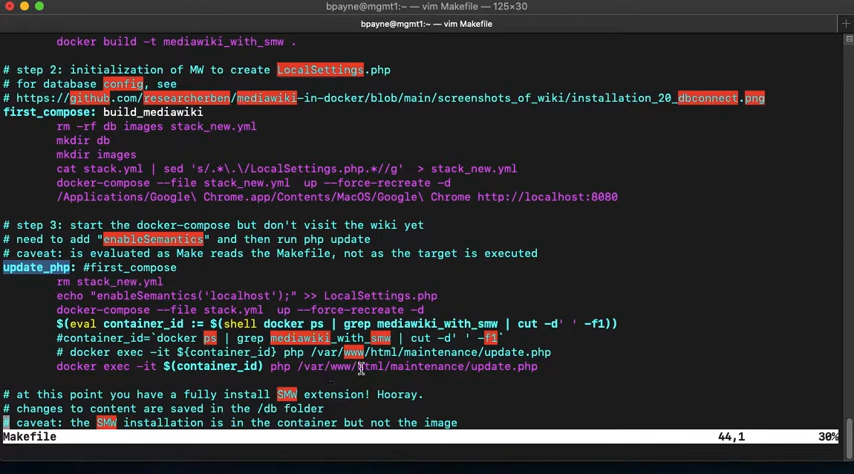 bpayne@mgmt1:~ — vim Makefile — 125×30
bpayne@mgmt1:~ — vim Makefile
docker build -t mediawiki_with_smw .
# step 2: initialization of MW to create LocalSettings.php
# for database config, see
# https://github.com/researcherben/mediawiki-in-docker/blob/main/screenshots_of_wiki/installation_20_dbconnect.png
first_compose: build_mediawiki
rm -rf db images stack_new.yml
mkdir db
mkdir images
cat stack.yml | sed 's/.*\.\/LocalSettings.php.*//g'  > stack_new.yml
docker-compose --file stack_new.yml  up --force-recreate -d
/Applications/Google\ Chrome.app/Contents/MacOS/Google\ Chrome http://localhost:8080
# step 3: start the docker-compose but don't visit the wiki yet
# need to add "enableSemantics" and then run php update
# caveat: is evaluated as Make reads the Makefile, not as the target is executed
update_php: #first_compose
rm stack_new.yml
echo "enableSemantics('localhost');" >> LocalSettings.php
docker-compose --file stack.yml  up --force-recreate -d
$(eval container_id := $(shell docker ps | grep mediawiki_with_smw | cut -d' ' -f1))
#container_id=`docker ps | grep mediawiki_with_smw | cut -d' ' -f1`
# docker exec -it ${container_id} php /var/www/html/maintenance/update.php
docker exec -it $(container_id) php /var/www/html/maintenance/update.php
# at this point you have a fully install SMW extension! Hooray.
# changes to content are saved in the /db folder
# caveat: the SMW installation is in the container but not the image
Makefile 44,1 30%